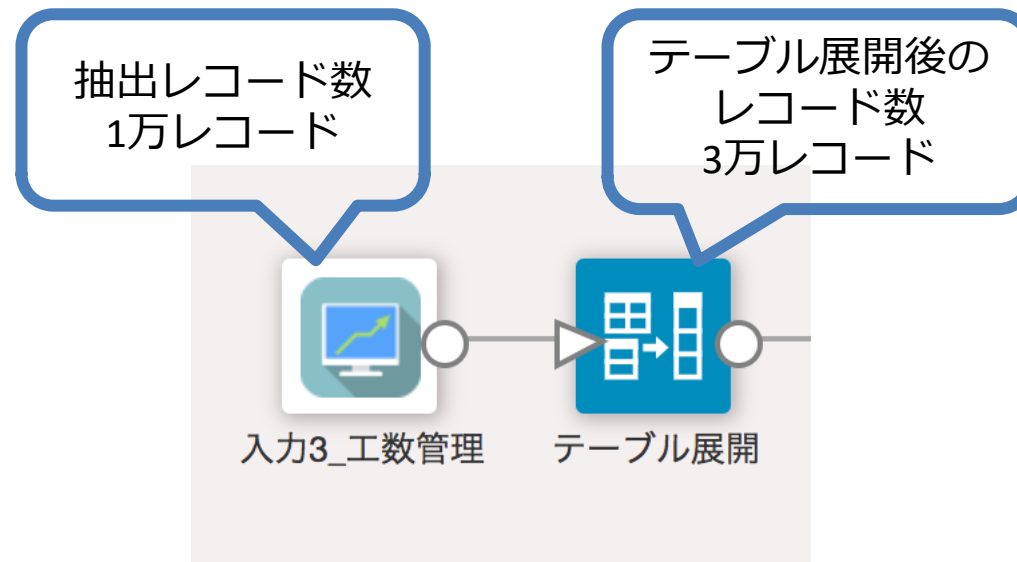 抽出レコード数
1万レコード
テーブル展開後の
レコード数
3万レコード
入力3_工数管理
テーブル展開